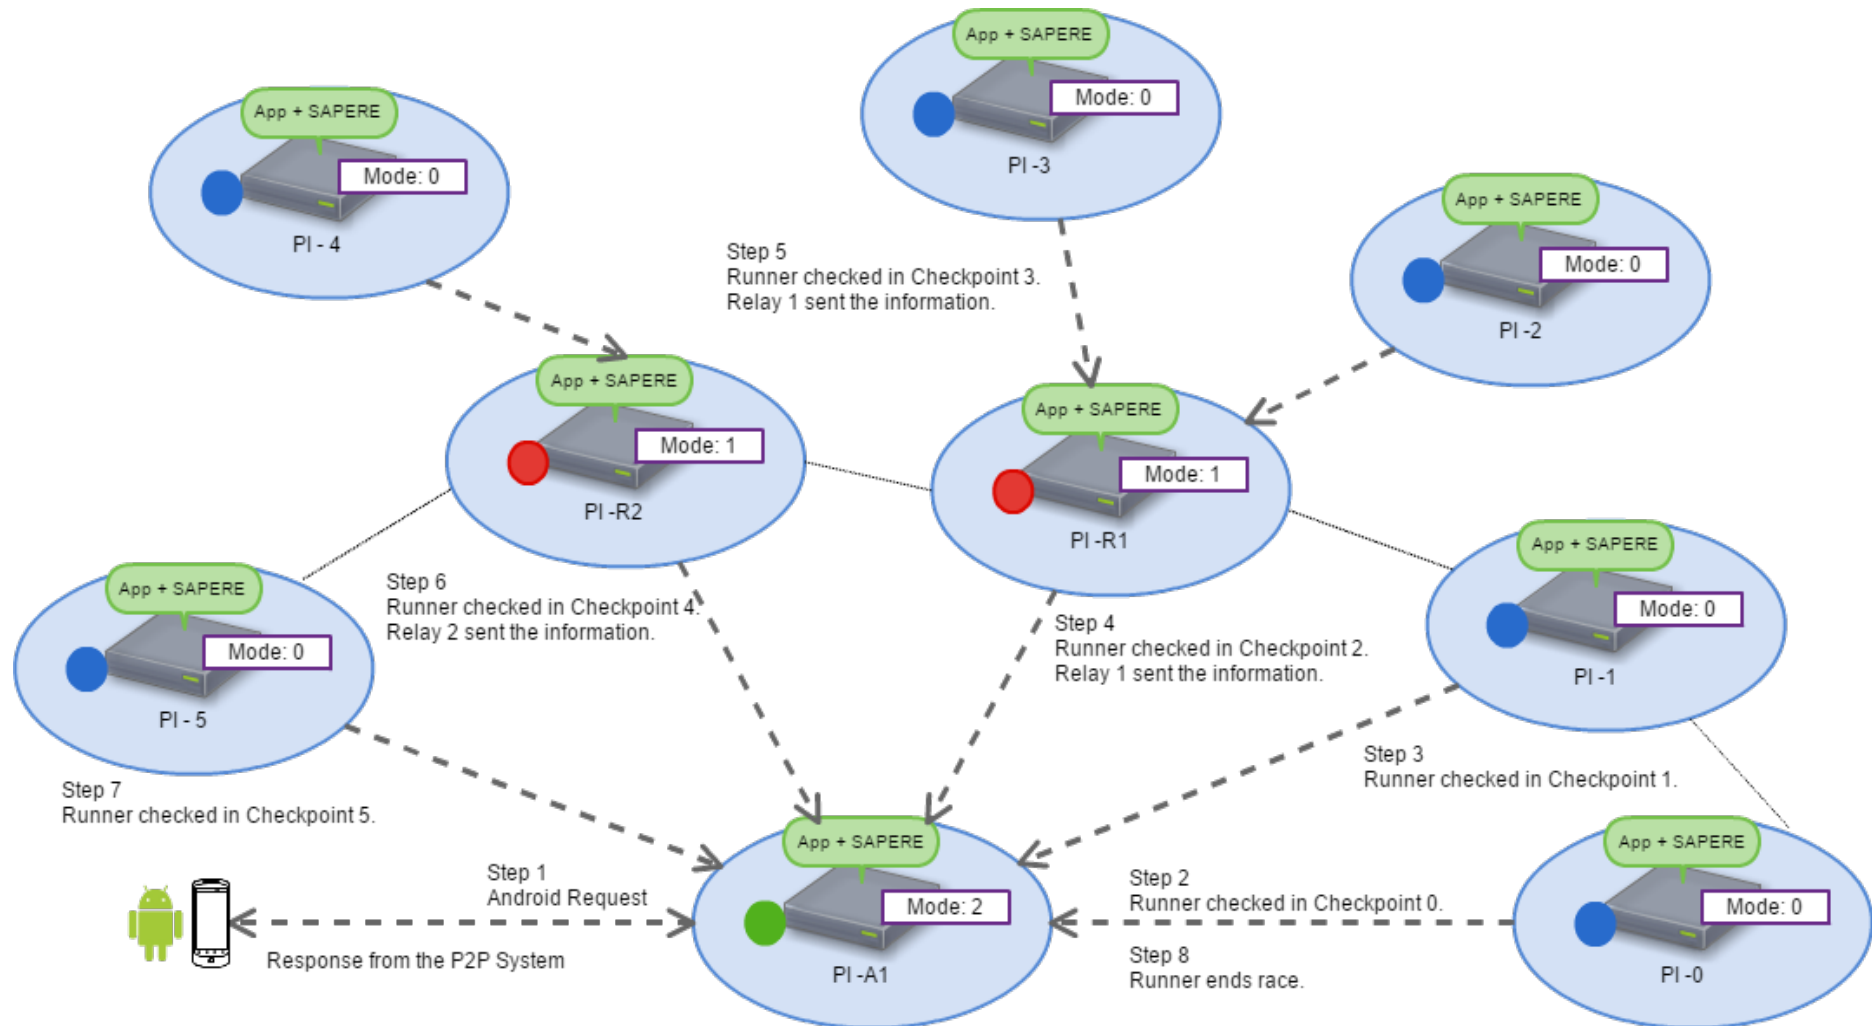 App + SAPERE
Mode: 0
PI -3
App + SAPERE
Mode: 0
PI - 4
App + SAPERE
Mode: 0
PI -2
Step 5
Runner checked in Checkpoint 3.
Relay 1 sent the information.
App + SAPERE
Mode: 1
PI -R2
App + SAPERE
Mode: 1
PI -R1
App + SAPERE
Mode: 0
PI -1
App + SAPERE
Mode: 0
PI - 5
Step 6
Runner checked in Checkpoint 4.
Relay 2 sent the information.
Step 4
Runner checked in Checkpoint 2.
Relay 1 sent the information.
Step 3
Runner checked in Checkpoint 1.
Step 7
Runner checked in Checkpoint 5.
Step 1
Android Request
Response from the P2P System
App + SAPERE
Mode: 2
PI -A1
Step 2
Runner checked in Checkpoint 0.
Step 8
Runner ends race.
App + SAPERE
Mode: 0
PI -0